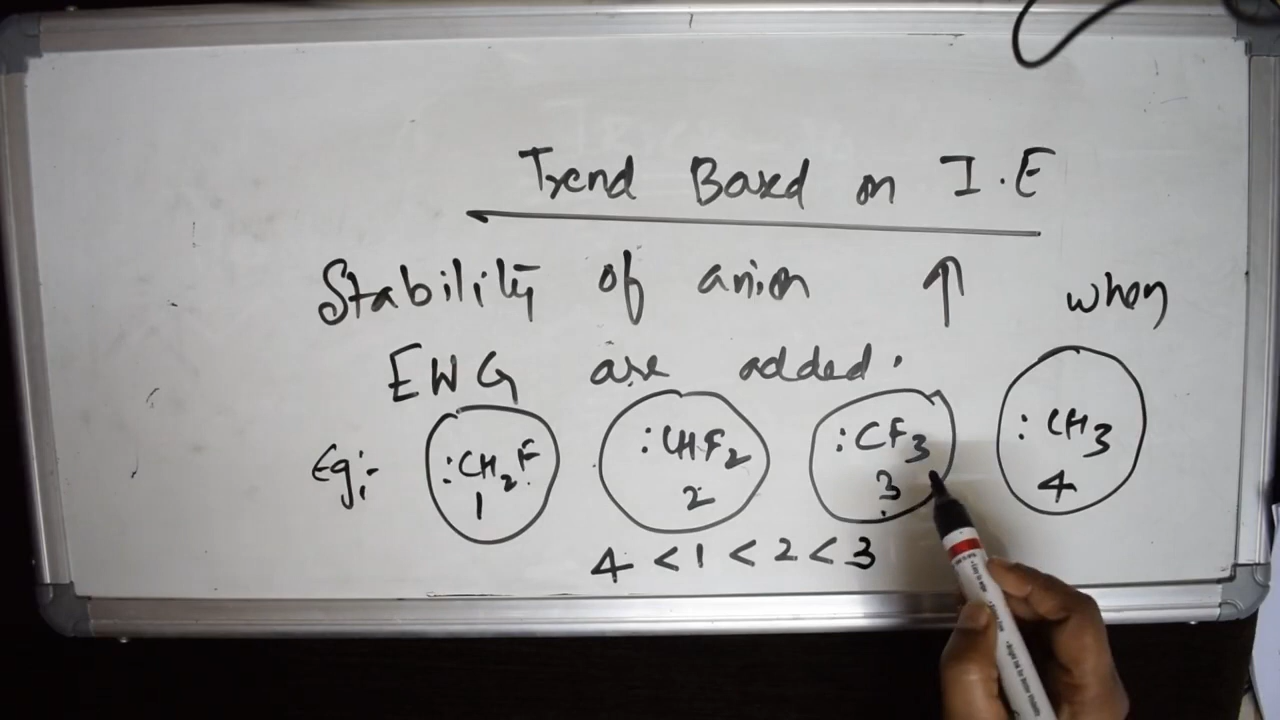 Trend Based on I.E
Stability of anion ↑ when
EWG are added.
Eg:- :CH2F :CHF2 :CF3 :CH3
1 2 3 4
4 < 1 < 2 < 3